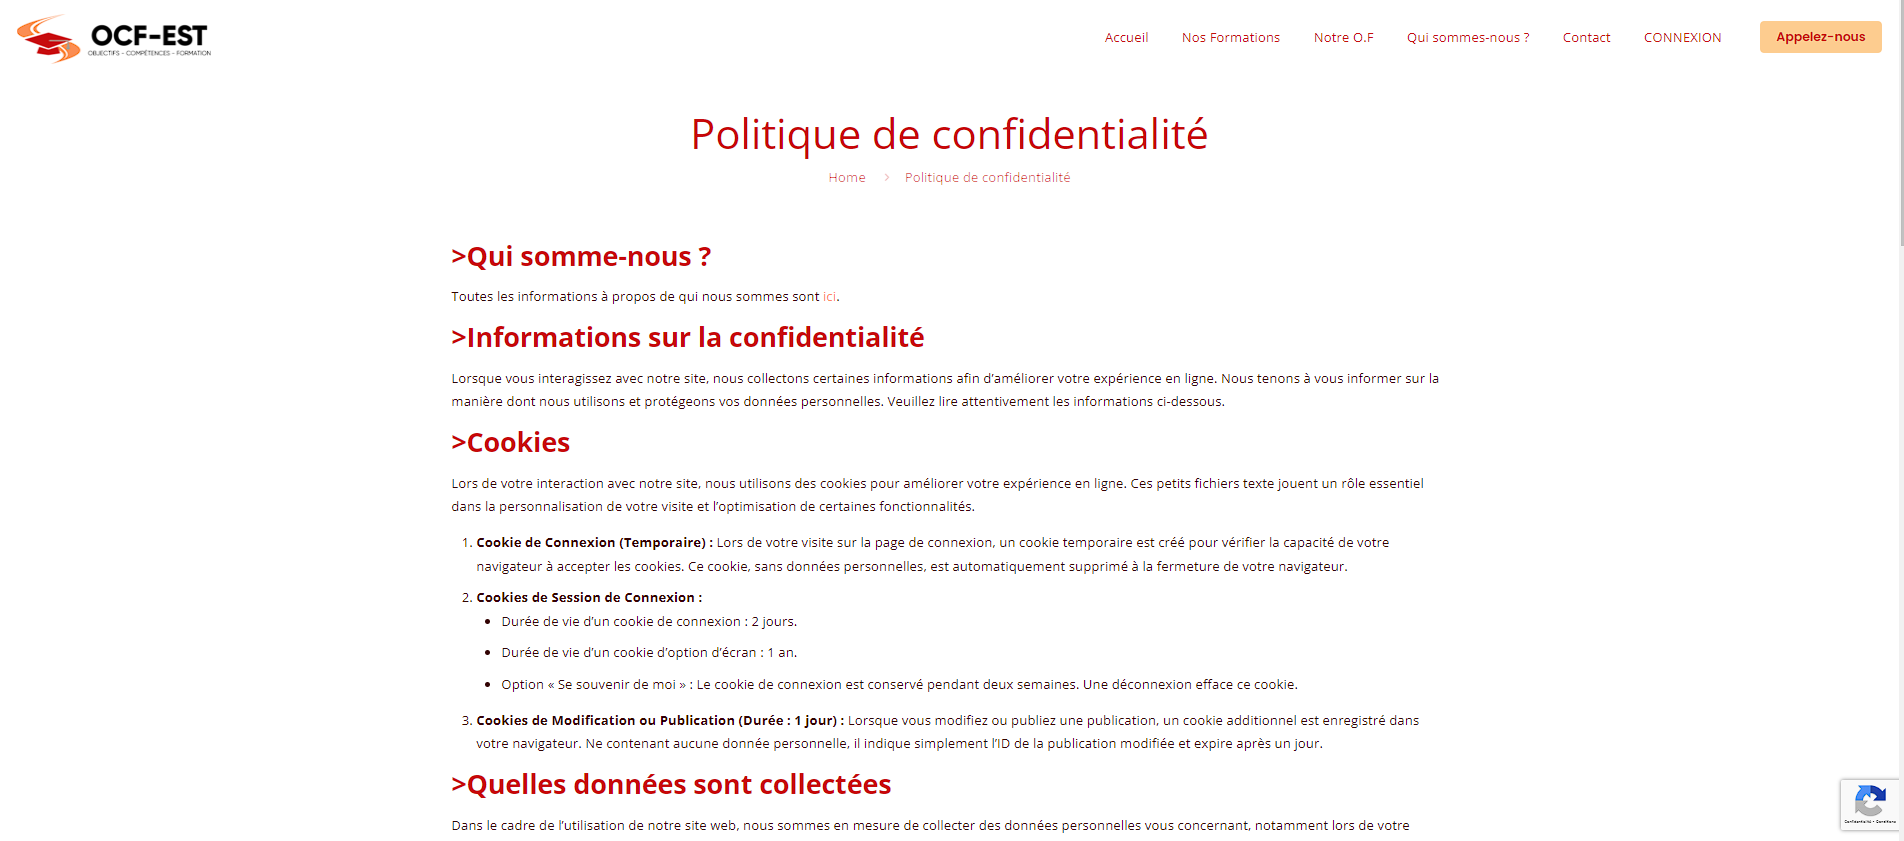 OCF-EST
OBJECTIFS - COMPÉTENCES - FORMATION
Accueil
Nos Formations
Notre O.F
Qui sommes-nous ?
Contact
CONNEXION
Appelez-nous
Politique de confidentialité
Home > Politique de confidentialité
>Qui somme-nous ?
Toutes les informations à propos de qui nous sommes sont ici.
>Informations sur la confidentialité
Lorsque vous interagissez avec notre site, nous collectons certaines informations afin d'améliorer votre expérience en ligne. Nous tenons à vous informer sur la
manière dont nous utilisons et protégeons vos données personnelles. Veuillez lire attentivement les informations ci-dessous.
>Cookies
Lors de votre interaction avec notre site, nous utilisons des cookies pour améliorer votre expérience en ligne. Ces petits fichiers texte jouent un rôle essentiel
dans la personnalisation de votre visite et l’optimisation de certaines fonctionnalités.
1. Cookie de Connexion (Temporaire) : Lors de votre visite sur la page de connexion, un cookie temporaire est créé pour vérifier la capacité de votre
navigateur à accepter les cookies. Ce cookie, sans données personnelles, est automatiquement supprimé à la fermeture de votre navigateur.
2. Cookies de Session de Connexion :
• Durée de vie d’un cookie de connexion : 2 jours.
• Durée de vie d’un cookie d’option d’écran : 1 an.
• Option « Se souvenir de moi » : Le cookie de connexion est conservé pendant deux semaines. Une déconnexion efface ce cookie.
3. Cookies de Modification ou Publication (Durée : 1 jour) : Lorsque vous modifiez ou publiez une publication, un cookie additionnel est enregistré dans
votre navigateur. Ne contenant aucune donnée personnelle, il indique simplement l’ID de la publication modifiée et expire après un jour.
>Quelles données sont collectées
Dans le cadre de l’utilisation de notre site web, nous sommes en mesure de collecter des données personnelles vous concernant, notamment lors de votre
Confidentialité - Conditions